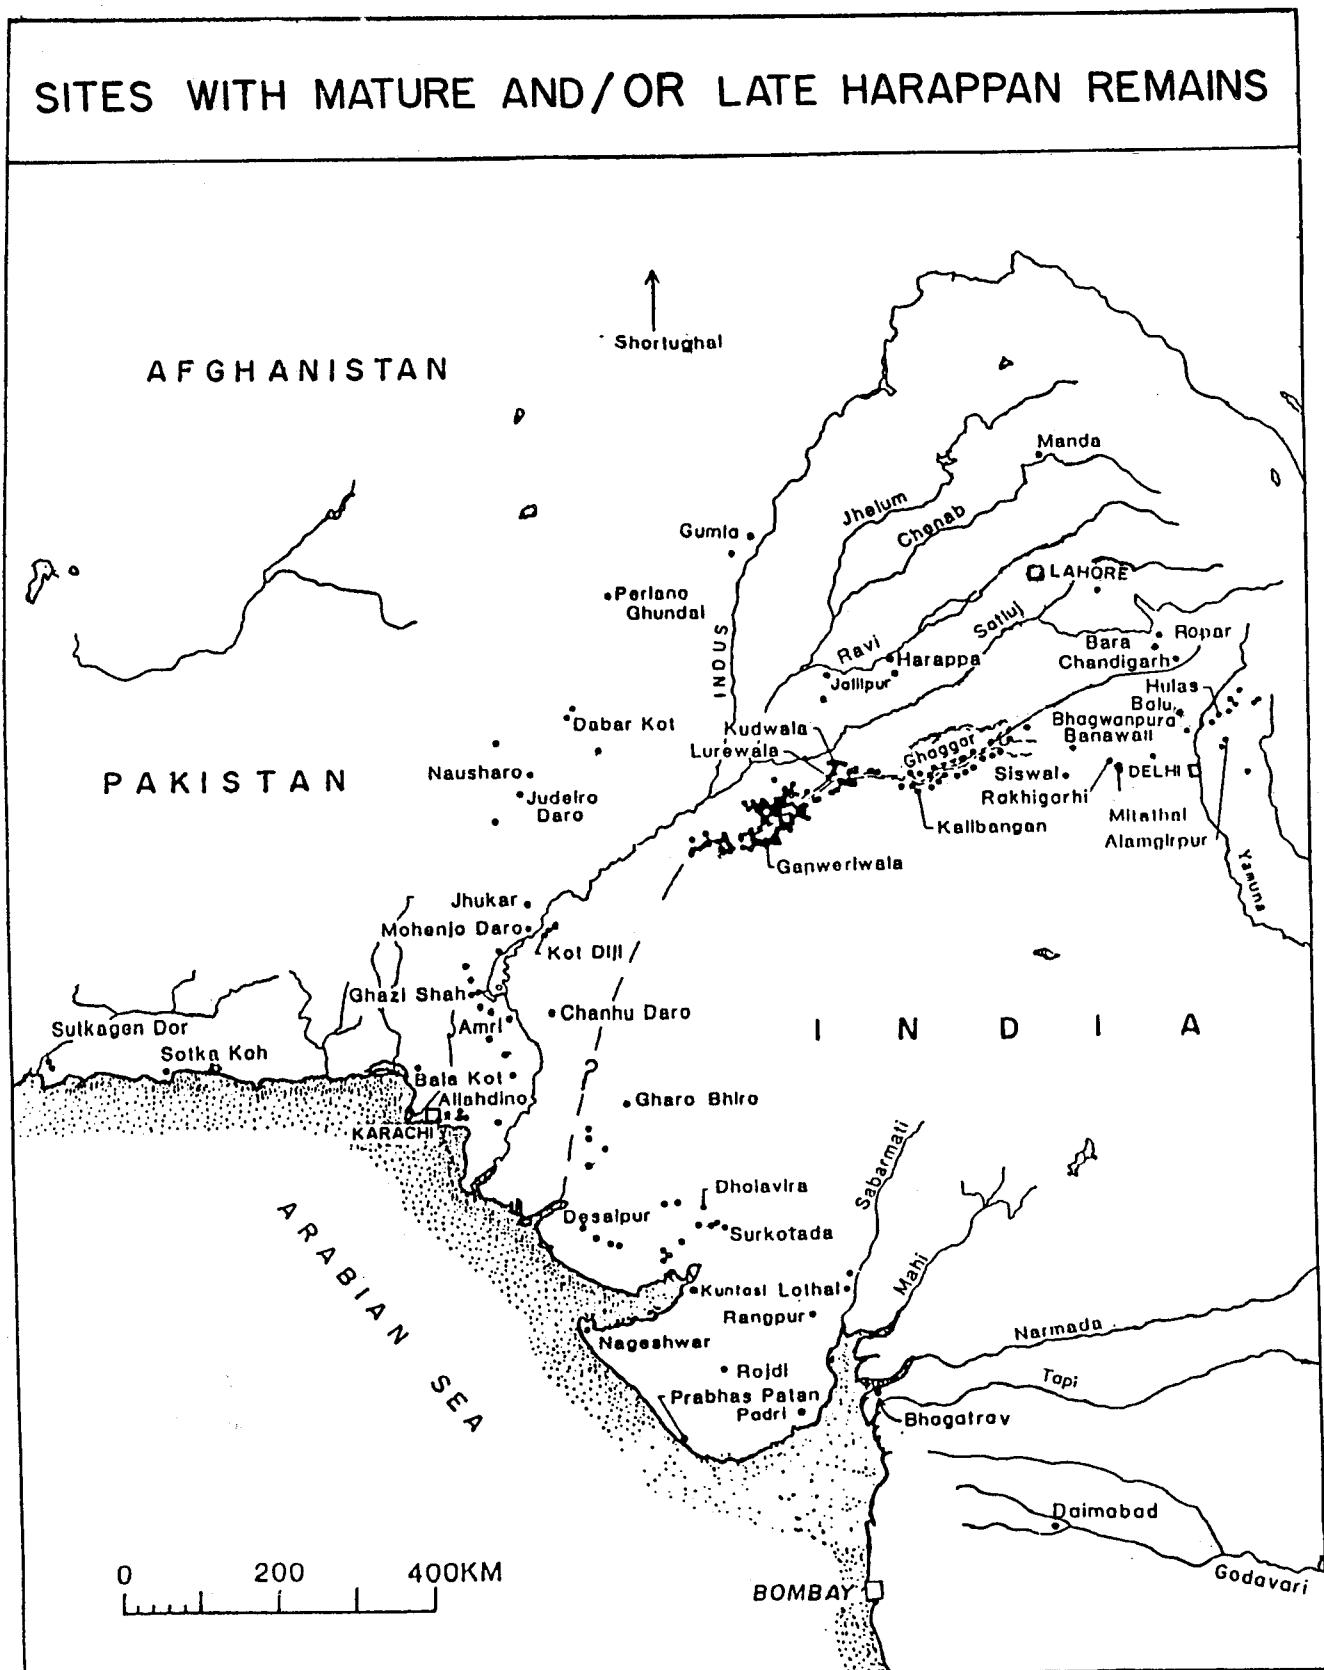 SITES WITH MATURE AND/OR LATE HARAPPAN REMAINS
Shortughal
AFGHANISTAN
Manda
Jhelum
Chenab
Gumla
LAHORE
Periano
Ghundai
INDUS
Satluj
Ravi
Harappa
Jalilpur
Bara
Ropar
Chandigarh
Hulas
Balu
Bhagwanpura
Banawali
Dabar Kot
Kudwala
Lurewala
Ghaggar
PAKISTAN
Nausharo
Siswal
DELHI
Rakhigarhi
Judeiro
Daro
Mitathal
Kalibangan
Alamgirpur
Ganweriwala
Yamuna
Jhukar
Mohenjo Daro
Kot Diji
Ghazi Shah
Chanhu Daro
Amri
INDIA
Sutkagen Dor
Sotka Koh
Bala Kot
Allahdino
Gharo Bhiro
KARACHI
Sabarmati
Dholavira
Desalpur
Surkotada
ARABIAN SEA
Mahi
Kuntasi Lothal
Rangpur
Narmada
Nageshwar
Rojdi
Tapi
Prabhas Patan
Padri
Bhagatrav
Daimabad
Godavari
0 200 400KM
BOMBAY